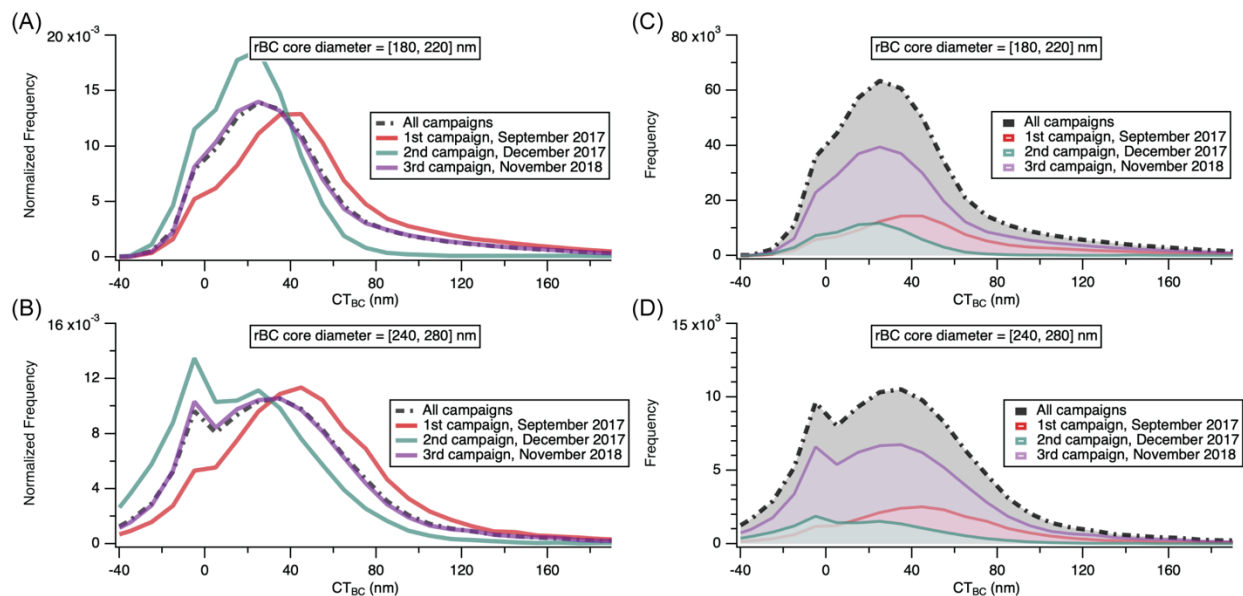 (A)
20 x10⁻³
15
10
5
0
Normalized Frequency
rBC core diameter = [180, 220] nm
All campaigns
1st campaign, September 2017
2nd campaign, December 2017
3rd campaign, November 2018
-40 0 40 80 120 160
CT_BC (nm)
(C)
80 x10³
60
40
20
0
Frequency
rBC core diameter = [180, 220] nm
All campaigns
1st campaign, September 2017
2nd campaign, December 2017
3rd campaign, November 2018
-40 0 40 80 120 160
CT_BC (nm)
(B)
16 x10⁻³
12
8
4
0
Normalized Frequency
rBC core diameter = [240, 280] nm
All campaigns
1st campaign, September 2017
2nd campaign, December 2017
3rd campaign, November 2018
-40 0 40 80 120 160
CT_BC (nm)
(D)
15 x10³
10
5
0
Frequency
rBC core diameter = [240, 280] nm
All campaigns
1st campaign, September 2017
2nd campaign, December 2017
3rd campaign, November 2018
-40 0 40 80 120 160
CT_BC (nm)